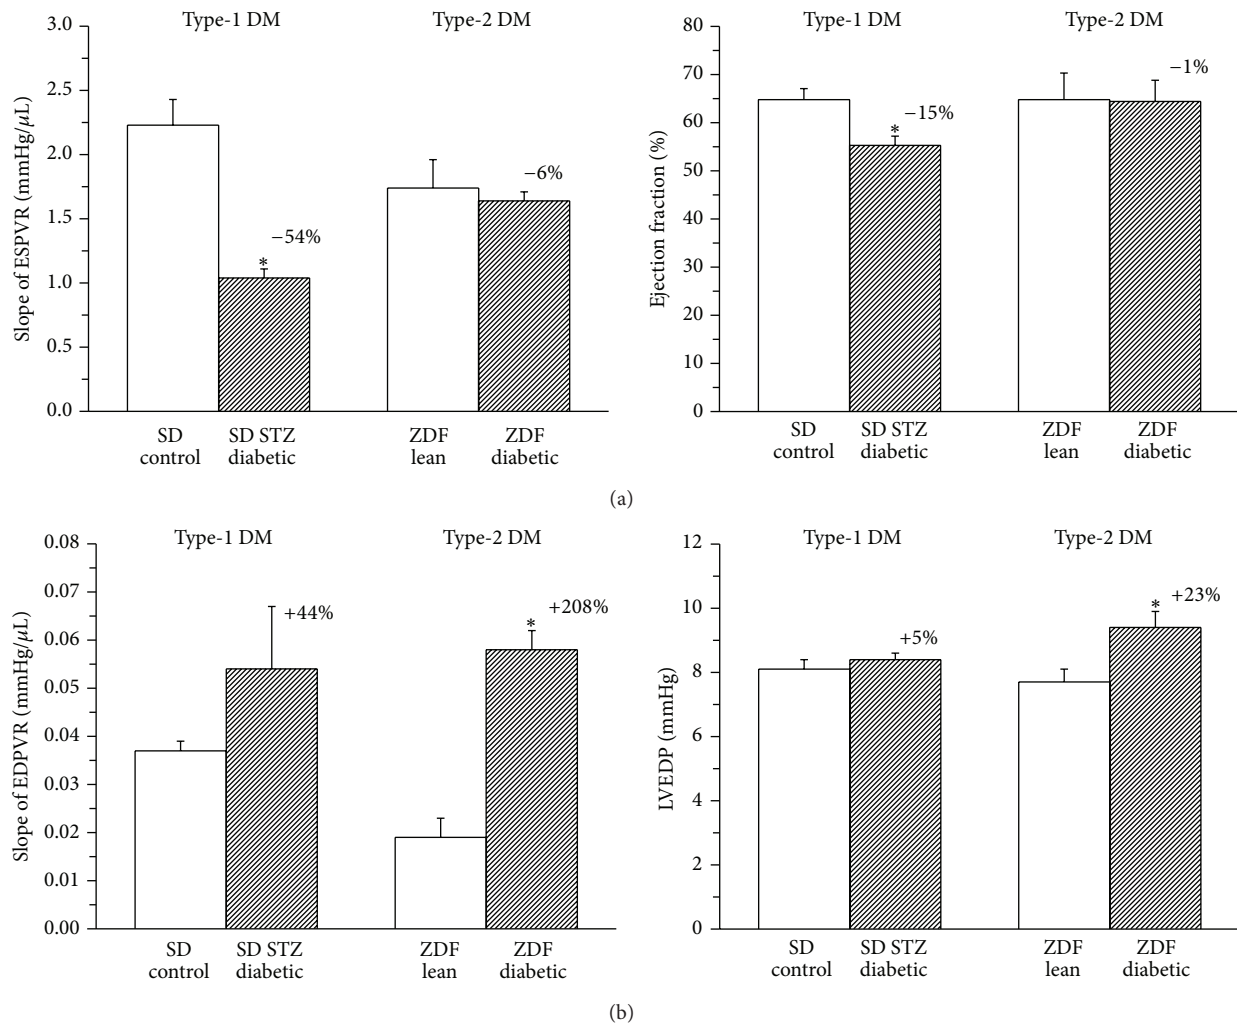 Type-1 DM
Type-2 DM
Slope of ESPVR (mmHg/μL)
3.0
2.5
2.0
1.5
1.0
0.5
0.0
−54%
*
−6%
SD
control
SD STZ
diabetic
ZDF
lean
ZDF
diabetic
Type-1 DM
Type-2 DM
Ejection fraction (%)
80
70
60
50
40
30
20
10
0
−15%
*
−1%
SD
control
SD STZ
diabetic
ZDF
lean
ZDF
diabetic
(a)
Type-1 DM
Type-2 DM
Slope of EDPVR (mmHg/μL)
0.08
0.07
0.06
0.05
0.04
0.03
0.02
0.01
0.00
+44%
+208%
*
SD
control
SD STZ
diabetic
ZDF
lean
ZDF
diabetic
Type-1 DM
Type-2 DM
LVEDP (mmHg)
12
10
8
6
4
2
0
+5%
+23%
*
SD
control
SD STZ
diabetic
ZDF
lean
ZDF
diabetic
(b)